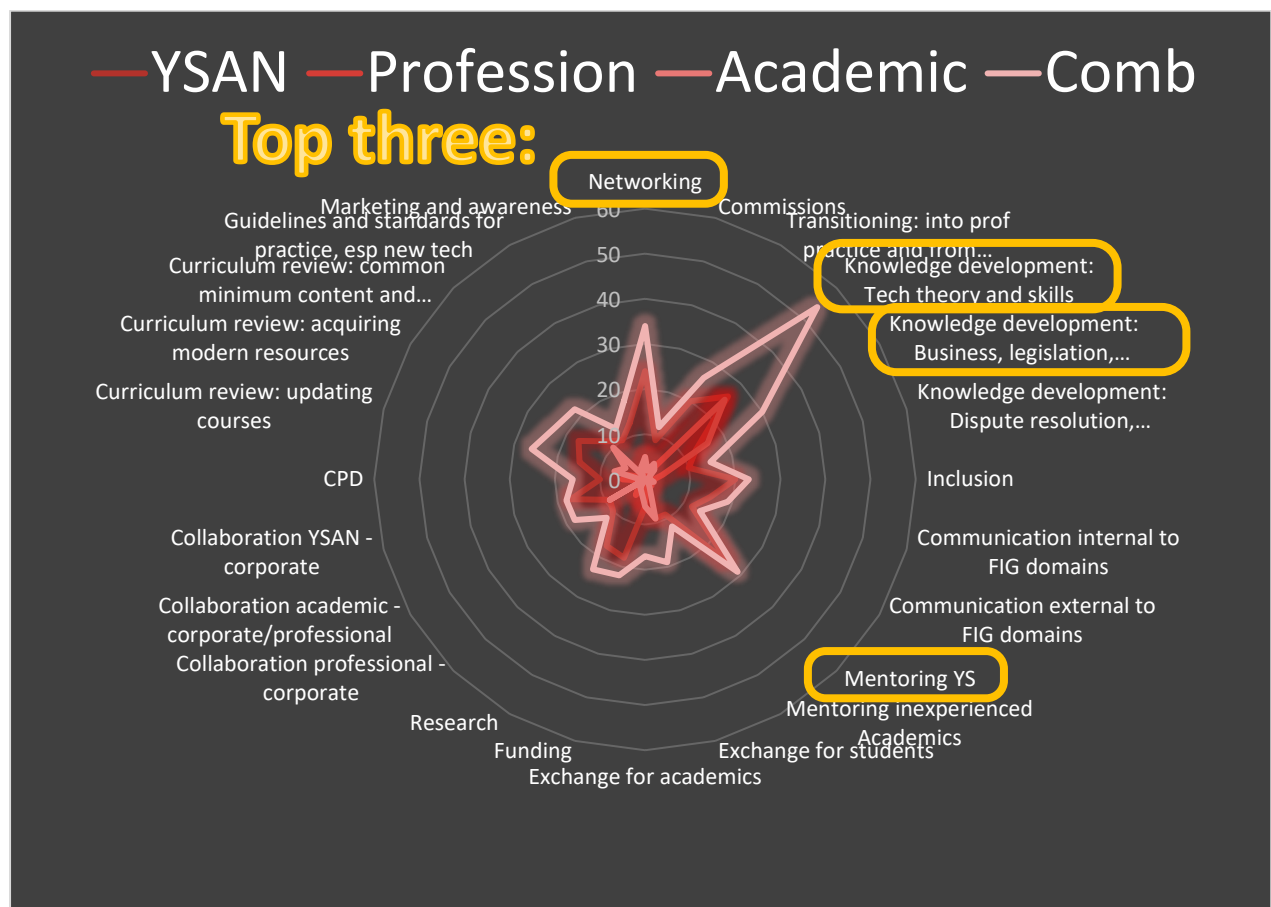 YSAN Profession Academic Comb
Top three:
Networking
Commissions
Transitioning: into prof
practice and from...
Knowledge development:
Tech theory and skills
Knowledge development:
Business, legislation,...
Knowledge development:
Dispute resolution,...
Inclusion
Communication internal to
FIG domains
Communication external to
FIG domains
Mentoring YS
Mentoring inexperienced
Academics
Exchange for students
Exchange for academics
Funding
Research
Collaboration professional -
corporate
Collaboration academic -
corporate/professional
Collaboration YSAN -
corporate
CPD
Curriculum review: updating
courses
Curriculum review: acquiring
modern resources
Curriculum review: common
minimum content and...
Guidelines and standards for
practice, esp new tech
Marketing and awareness
60
50
40
30
20
10
0